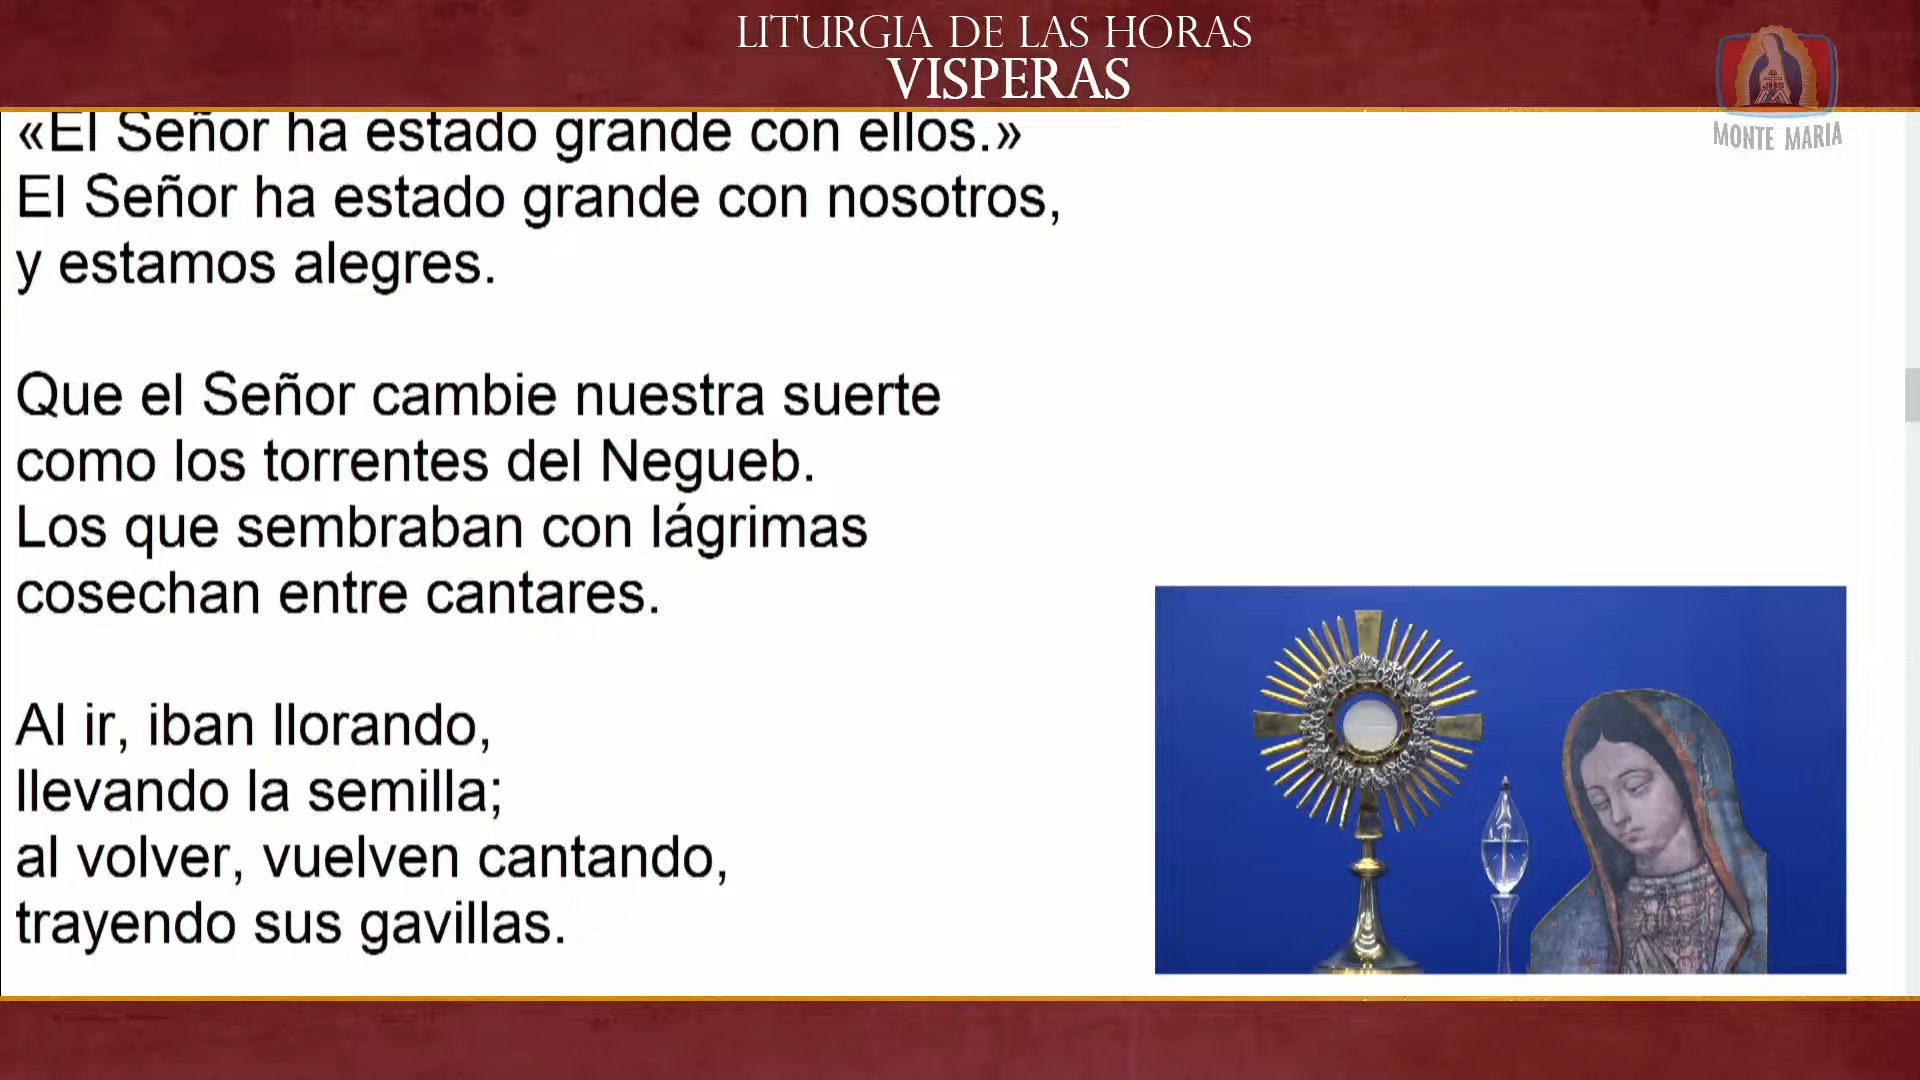 LITURGIA DE LAS HORAS
VISPERAS
MONTE MARIA
«El Señor ha estado grande con ellos.»
El Señor ha estado grande con nosotros,
y estamos alegres.
Que el Señor cambie nuestra suerte
como los torrentes del Negueb.
Los que sembraban con lágrimas
cosechan entre cantares.
Al ir, iban llorando,
llevando la semilla;
al volver, vuelven cantando,
trayendo sus gavillas.